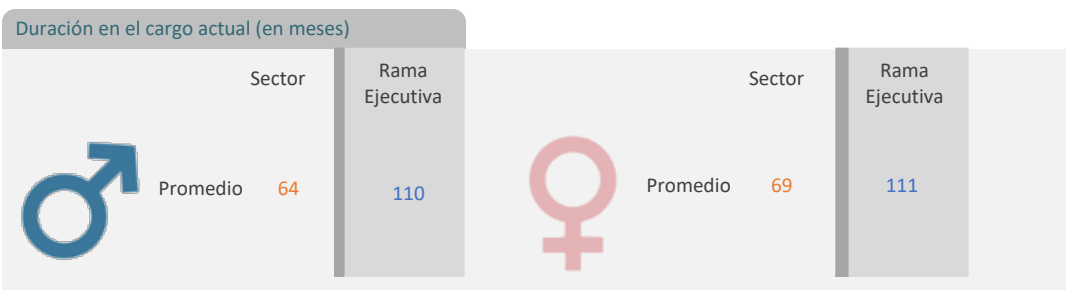 Duración en el cargo actual (en meses)
Sector
Rama
Ejecutiva
Promedio 64
110
Sector
Rama
Ejecutiva
Promedio 69
111